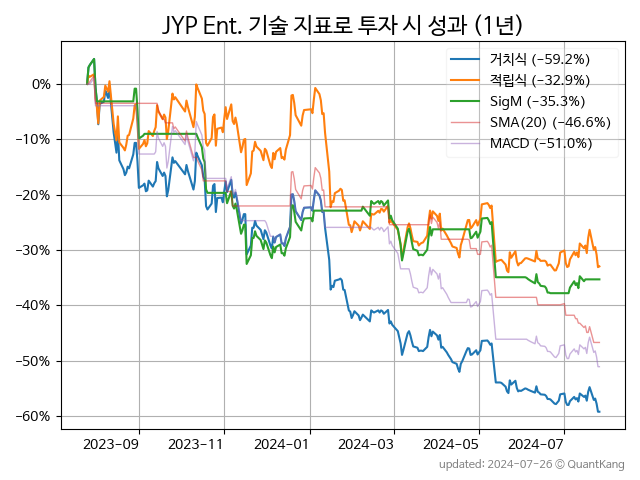 JYP Ent. 기술 지표로 투자 시 성과 (1년)
거치식 (−59.2%)
적립식 (−32.9%)
SigM (−35.3%)
SMA(20) (−46.6%)
MACD (−51.0%)
0%
−10%
−20%
−30%
−40%
−50%
−60%
2023−09 2023−11 2024−01 2024−03 2024−05 2024−07
updated: 2024−07−26 © QuantKang